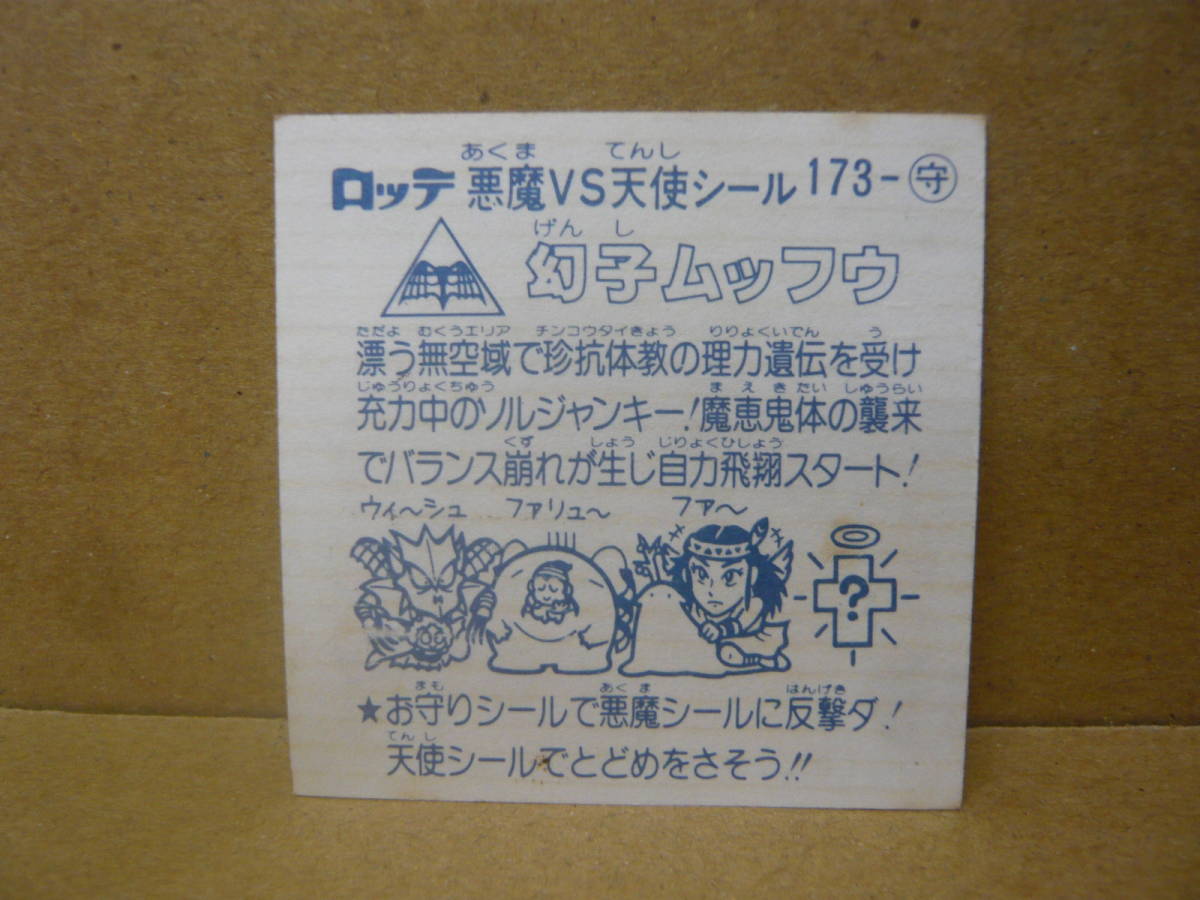 あくま てんし
ロッテ 悪魔VS天使シール 173-守
げん し
幻子ムッフウ
ただよ むくうエリア チンコウタイきょう りりょくいでん う
漂う無空域で珍抗体教の理力遺伝を受け
じゅうりょくちゅう ま え き たい しゅうらい
充力中のソルジャンキー!魔恵鬼体の襲来
くず しょう じりょくひしょう
でバランス崩れが生じ自力飛翔スタート!
ウィ〜シュ ファリュ〜 ファ〜
?
まも あくま はんげき
★お守りシールで悪魔シールに反撃ダ!
てんし
天使シールでとどめをさそう!!